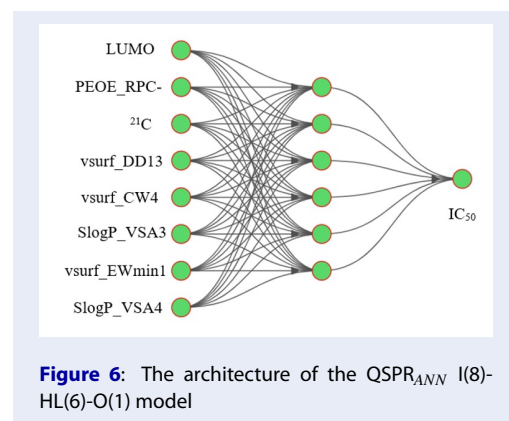 LUMO
PEOE_RPC-
²¹C
vsurf_DD13
vsurf_CW4
SlogP_VSA3
vsurf_EWmin1
SlogP_VSA4
IC₅₀
Figure 6: The architecture of the QSPR_ANN I(8)-
HL(6)-O(1) model